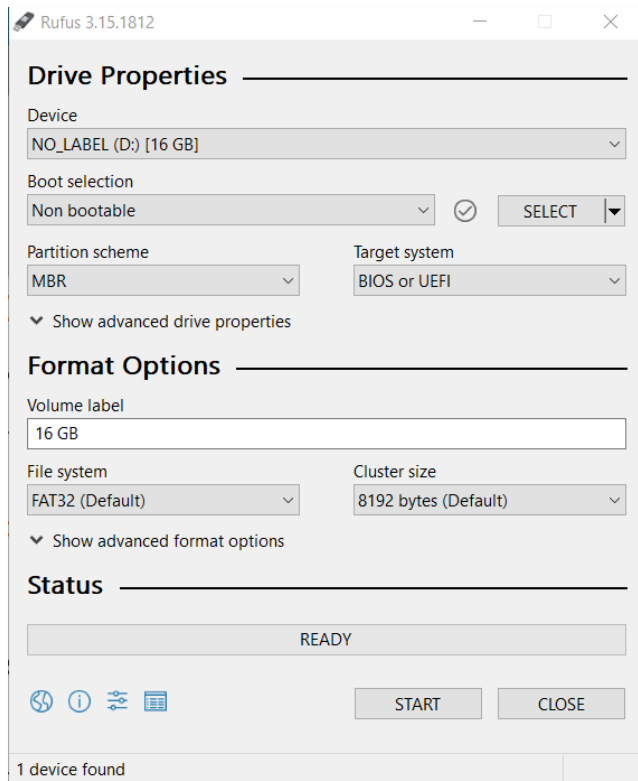 Rufus 3.15.1812
Drive Properties
Device
NO_LABEL (D:) [16 GB]
Boot selection
Non bootable
SELECT
Partition scheme
Target system
MBR
BIOS or UEFI
Show advanced drive properties
Format Options
Volume label
16 GB
File system
Cluster size
FAT32 (Default)
8192 bytes (Default)
Show advanced format options
Status
READY
START
CLOSE
1 device found